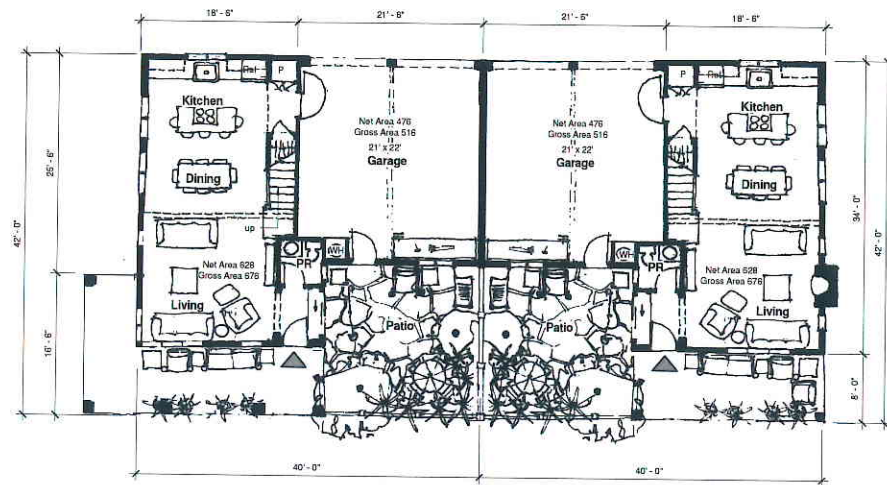 18' - 6"
21' - 6"
21' - 6"
18' - 6"
42' - 0"
25' - 6"
16' - 6"
Kitchen
Ref
P
Net Area 476
Gross Area 516
21' x 22'
Garage
Dining
up
WH
PR
Net Area 628
Gross Area 676
Living
Patio
Net Area 476
Gross Area 516
21' x 22'
Garage
P
Ref
Kitchen
Dining
WH
PR
Net Area 628
Gross Area 676
Living
Patio
34' - 0"
42' - 0"
8' - 0"
40' - 0"
40' - 0"